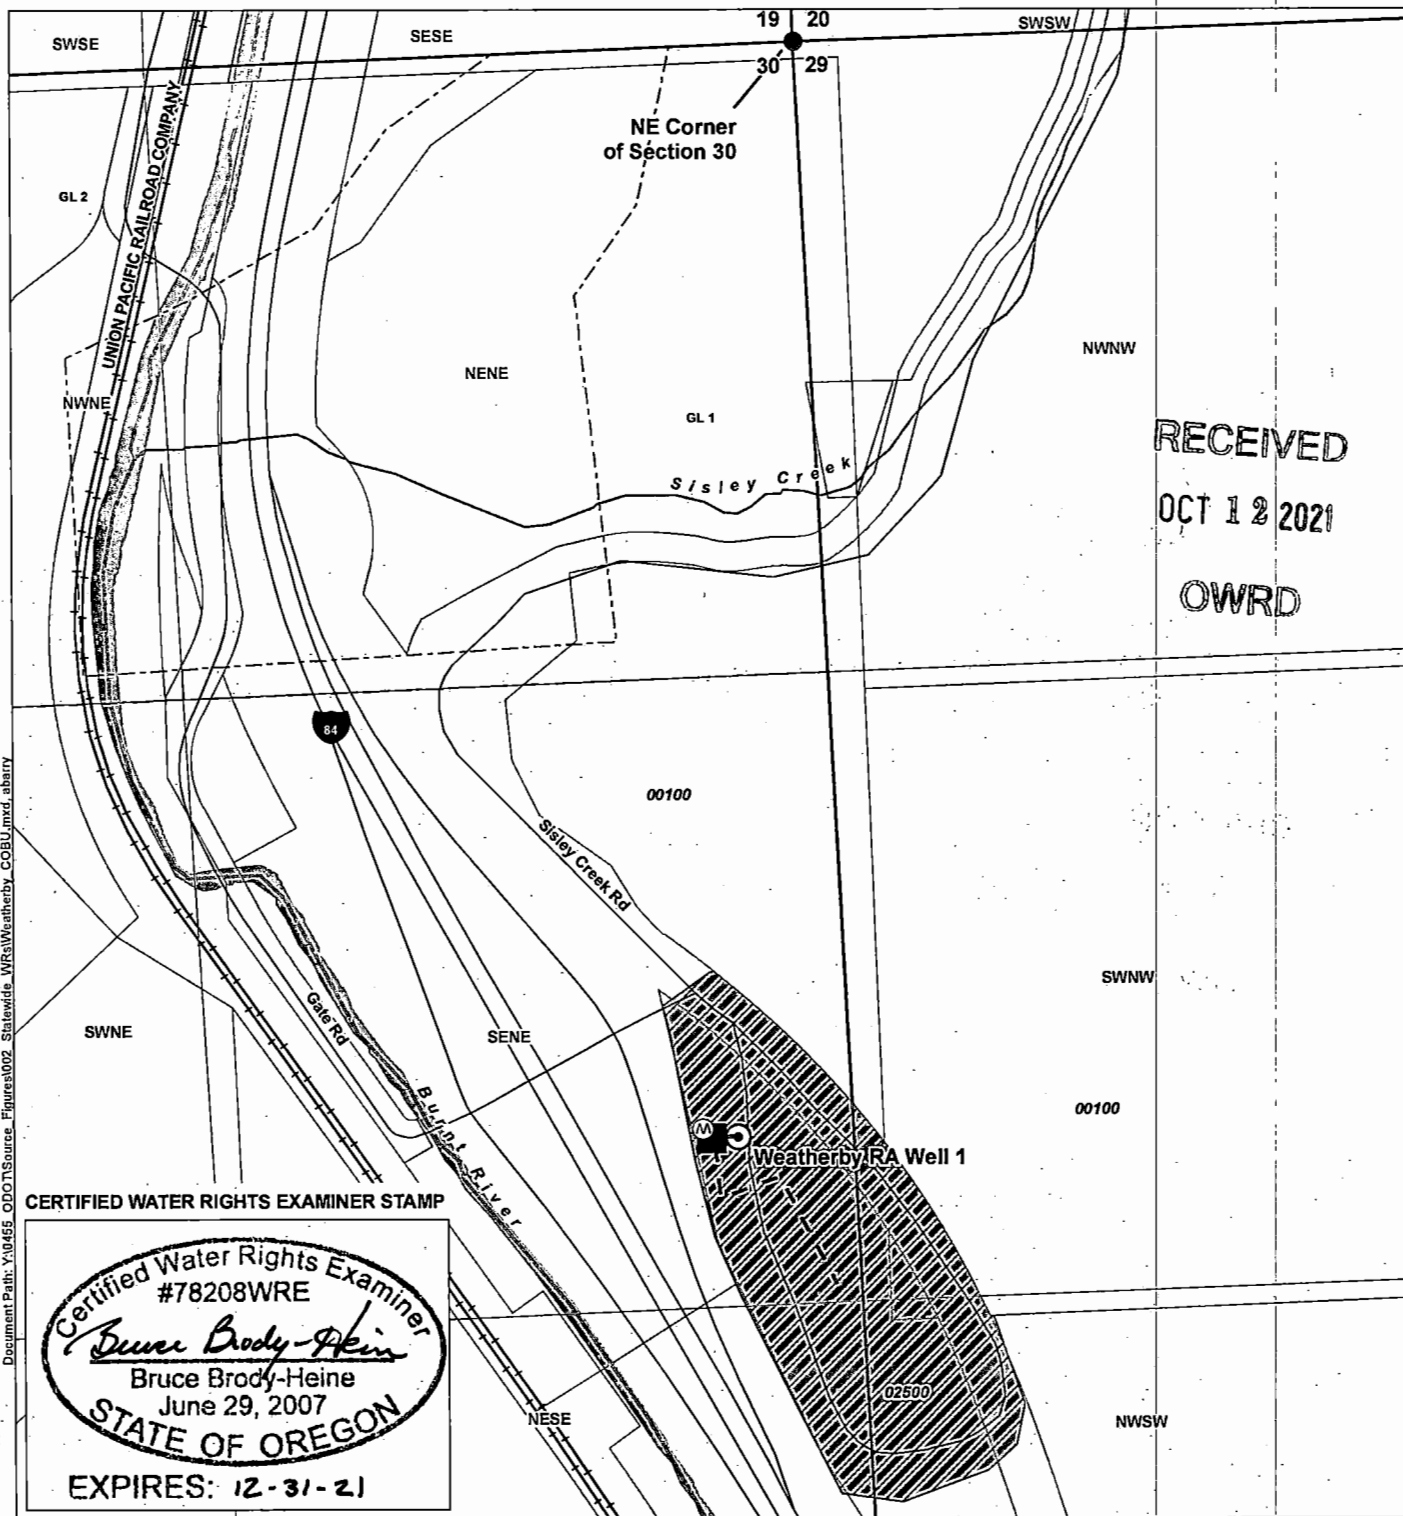 19 20
SWSE
SESE
SWSW
30 29
NE Corner
of Section 30
UNION PACIFIC RAILROAD COMPANY
GL 2
NWNW
NENE
NWNE
GL 1
RECEIVED
Sisley Creek
OCT 12 2021
OWRD
84
00100
Sisley Creek Rd
SWNW
Gate Rd
SWNE
SENE
00100
Burnt River
W
Weatherby RA Well 1
CERTIFIED WATER RIGHTS EXAMINER STAMP
Certified Water Rights Examiner
#78208WRE
Bruce Brody-Hein
Bruce Brody-Heine
June 29, 2007
STATE OF OREGON
EXPIRES: 12-31-21
NESE
02500
NWSW
Document Path: Y:\0455_ODOT\Source_Figures\002_Statewide_WRs\Weatherby_COBU.mxd, abarry